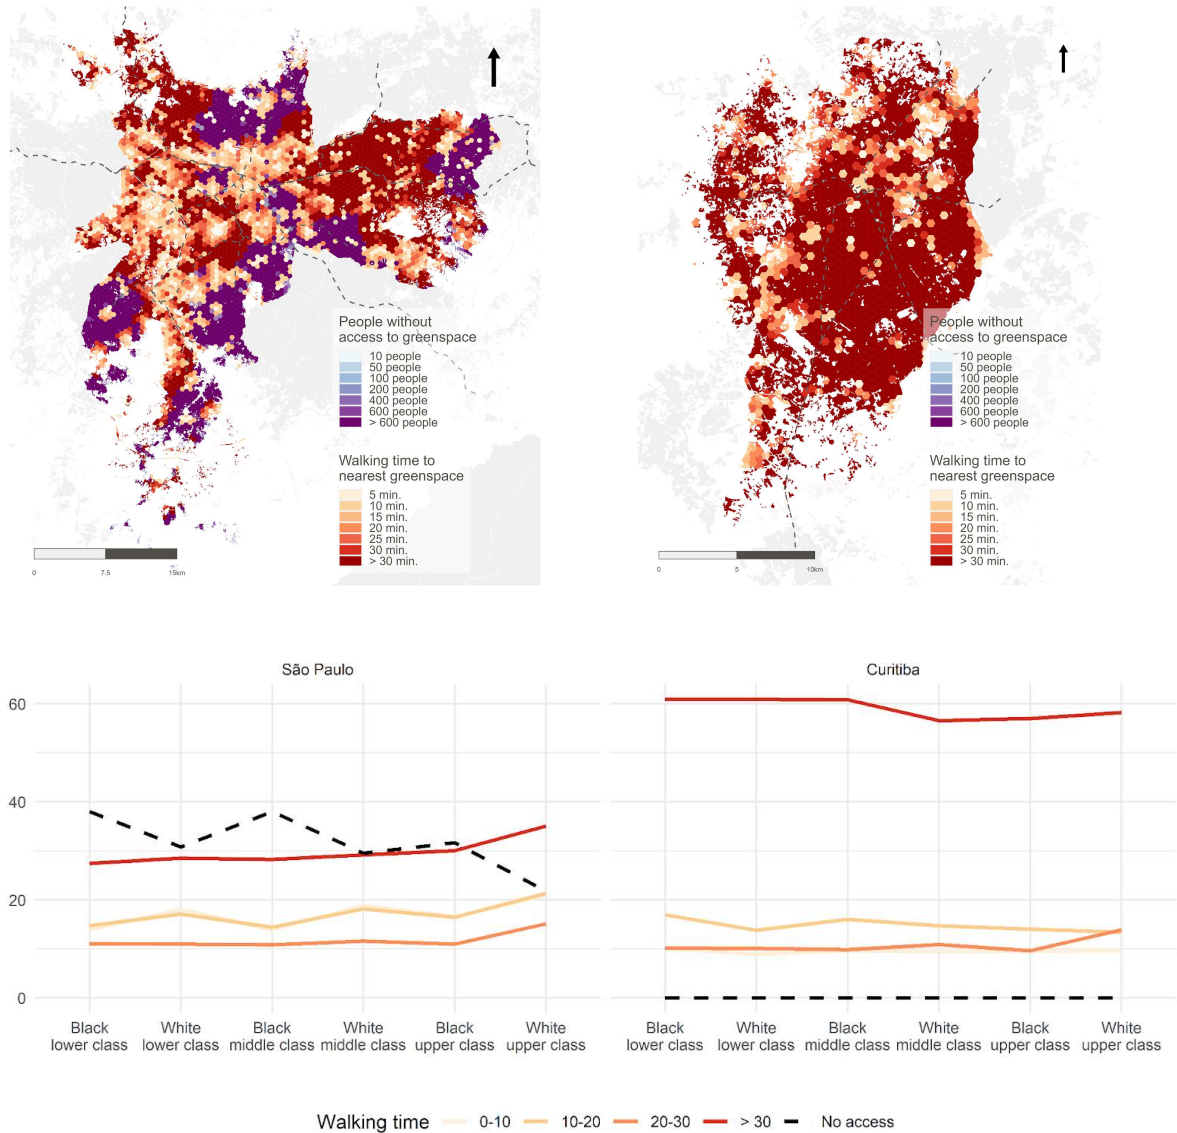 People without
access to greenspace
10 people
50 people
100 people
200 people
400 people
600 people
> 600 people
Walking time to
nearest greenspace
5 min.
10 min.
15 min.
20 min.
25 min.
30 min.
> 30 min.
0 7.5 15km
People without
access to greenspace
10 people
50 people
100 people
200 people
400 people
600 people
> 600 people
Walking time to
nearest greenspace
5 min.
10 min.
15 min.
20 min.
25 min.
30 min.
> 30 min.
0 5 10km
São Paulo
Curitiba
60
40
20
0
Black
lower class
White
lower class
Black
middle class
White
middle class
Black
upper class
White
upper class
Black
lower class
White
lower class
Black
middle class
White
middle class
Black
upper class
White
upper class
Walking time 0-10 10-20 20-30 > 30 No access